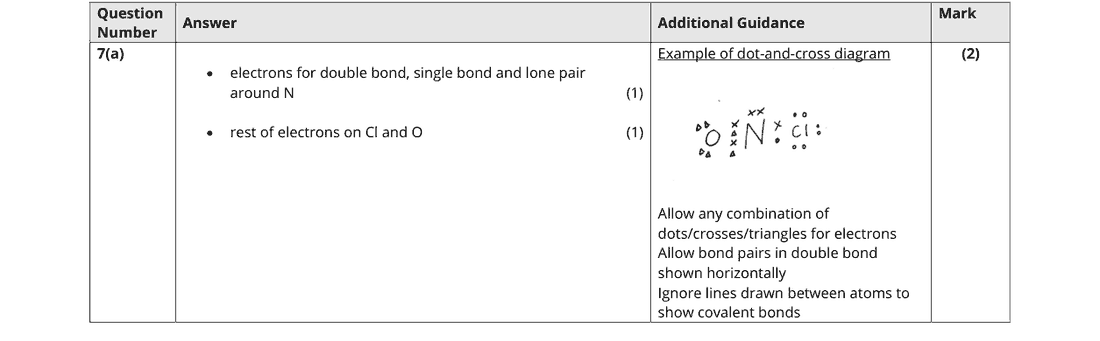 Question
Number
Answer
Additional Guidance
Mark
7(a)
• electrons for double bond, single bond and lone pair
around N (1)
• rest of electrons on Cl and O (1)
Example of dot-and-cross diagram
O N Cl
Allow any combination of
dots/crosses/triangles for electrons
Allow bond pairs in double bond
shown horizontally
Ignore lines drawn between atoms to
show covalent bonds
(2)